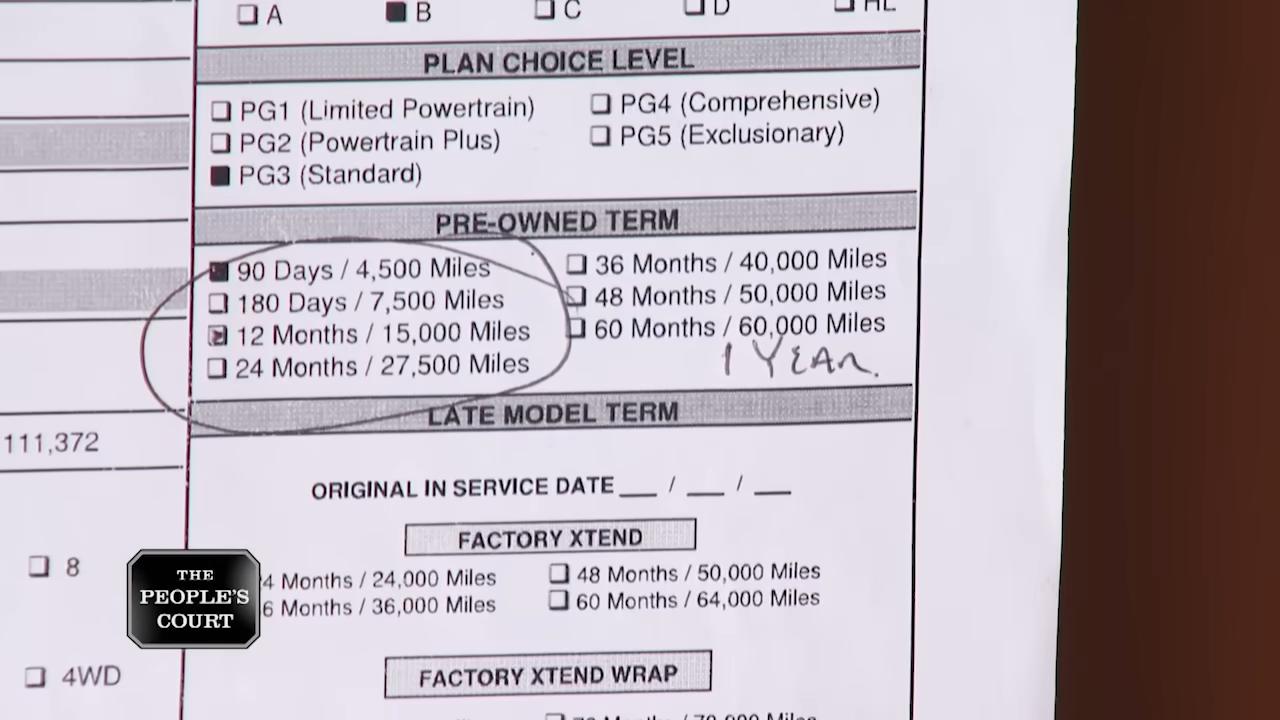 A B C D HL
PLAN CHOICE LEVEL
PG1 (Limited Powertrain) PG4 (Comprehensive)
PG2 (Powertrain Plus) PG5 (Exclusionary)
PG3 (Standard)
PRE-OWNED TERM
90 Days / 4,500 Miles 36 Months / 40,000 Miles
180 Days / 7,500 Miles 48 Months / 50,000 Miles
12 Months / 15,000 Miles 60 Months / 60,000 Miles
24 Months / 27,500 Miles 1 YEAR.
LATE MODEL TERM
111,372
ORIGINAL IN SERVICE DATE __ / __ / __
FACTORY XTEND
8
4 Months / 24,000 Miles 48 Months / 50,000 Miles
6 Months / 36,000 Miles 60 Months / 64,000 Miles
THE
PEOPLE'S
COURT
4WD
FACTORY XTEND WRAP